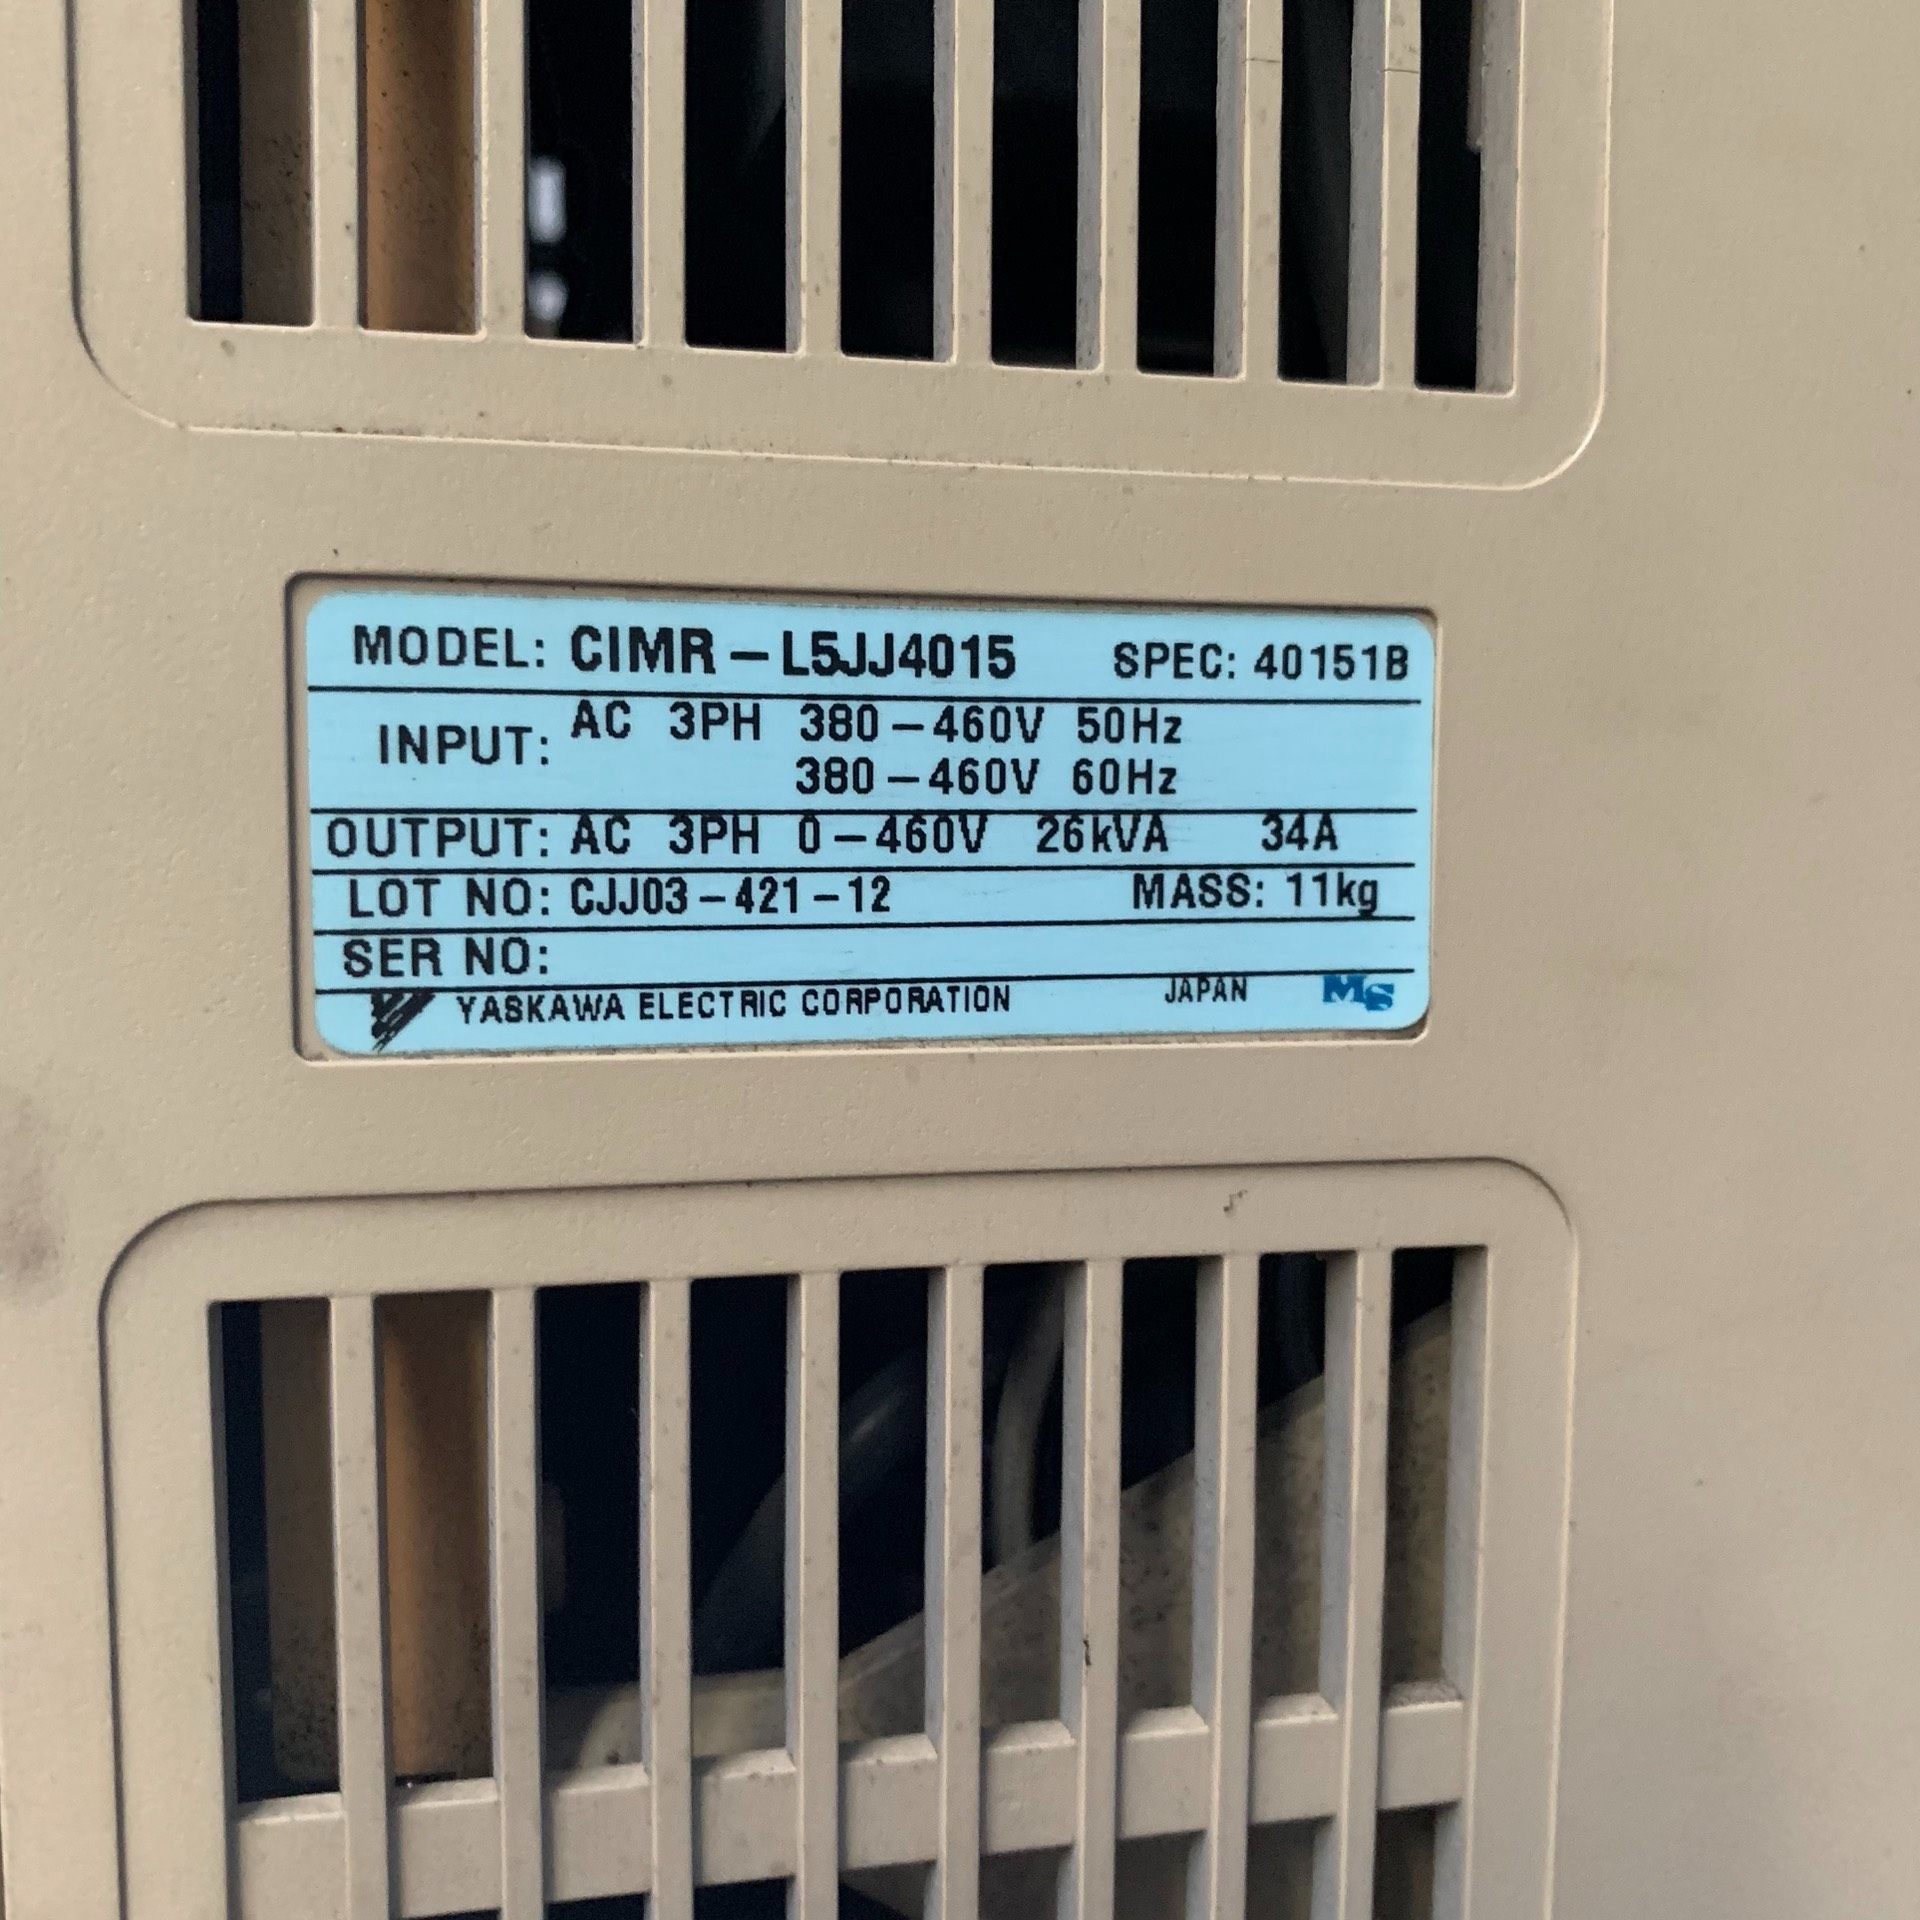 MODEL: CIMR-L5JJ4015 SPEC: 40151B
INPUT: AC 3PH 380-460V 50Hz
380-460V 60Hz
OUTPUT: AC 3PH 0-460V 26kVA 34A
LOT NO: CJJ03-421-12 MASS: 11kg
SER NO:
YASKAWA ELECTRIC CORPORATION JAPAN MS